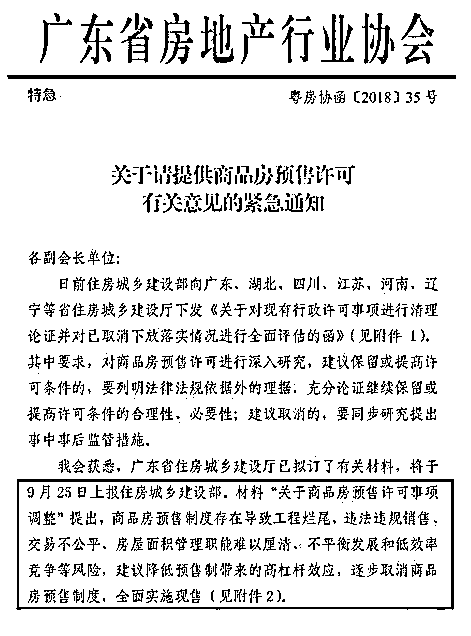 广东省房地产行业协会
特急
粤房协函〔2018〕35号
关于请提供商品房预售许可
有关意见的紧急通知
各副会长单位:
日前住房城乡建设部向广东、湖北、四川、江苏、河南、辽
宁等省住房城乡建设厅下发《关于对现有行政许可事项进行清理
论证并对已取消下放落实情况进行全面评估的函》(见附件 1)。
其中要求,对商品房预售许可进行深入研究,建议保留或提高许
可条件的,要列明法律法规依据外的理据,充分论证继续保留或
提高许可条件的合理性、必要性;建议取消的,要同步研究提出
事中事后监管措施。
我会获悉,广东省住房城乡建设厅已拟订了有关材料,将于
9月25日上报住房城乡建设部。材料“关于商品房预售许可事项
调整”提出,商品房预售制度存在导致工程烂尾、违法违规销售、
交易不公平、房屋面积管理职能难以厘清、不平衡发展和低效率
竞争等风险,建议降低预售制带来的高杠杆效应,逐步取消商品
房预售制度,全面实施现售(见附件2)。